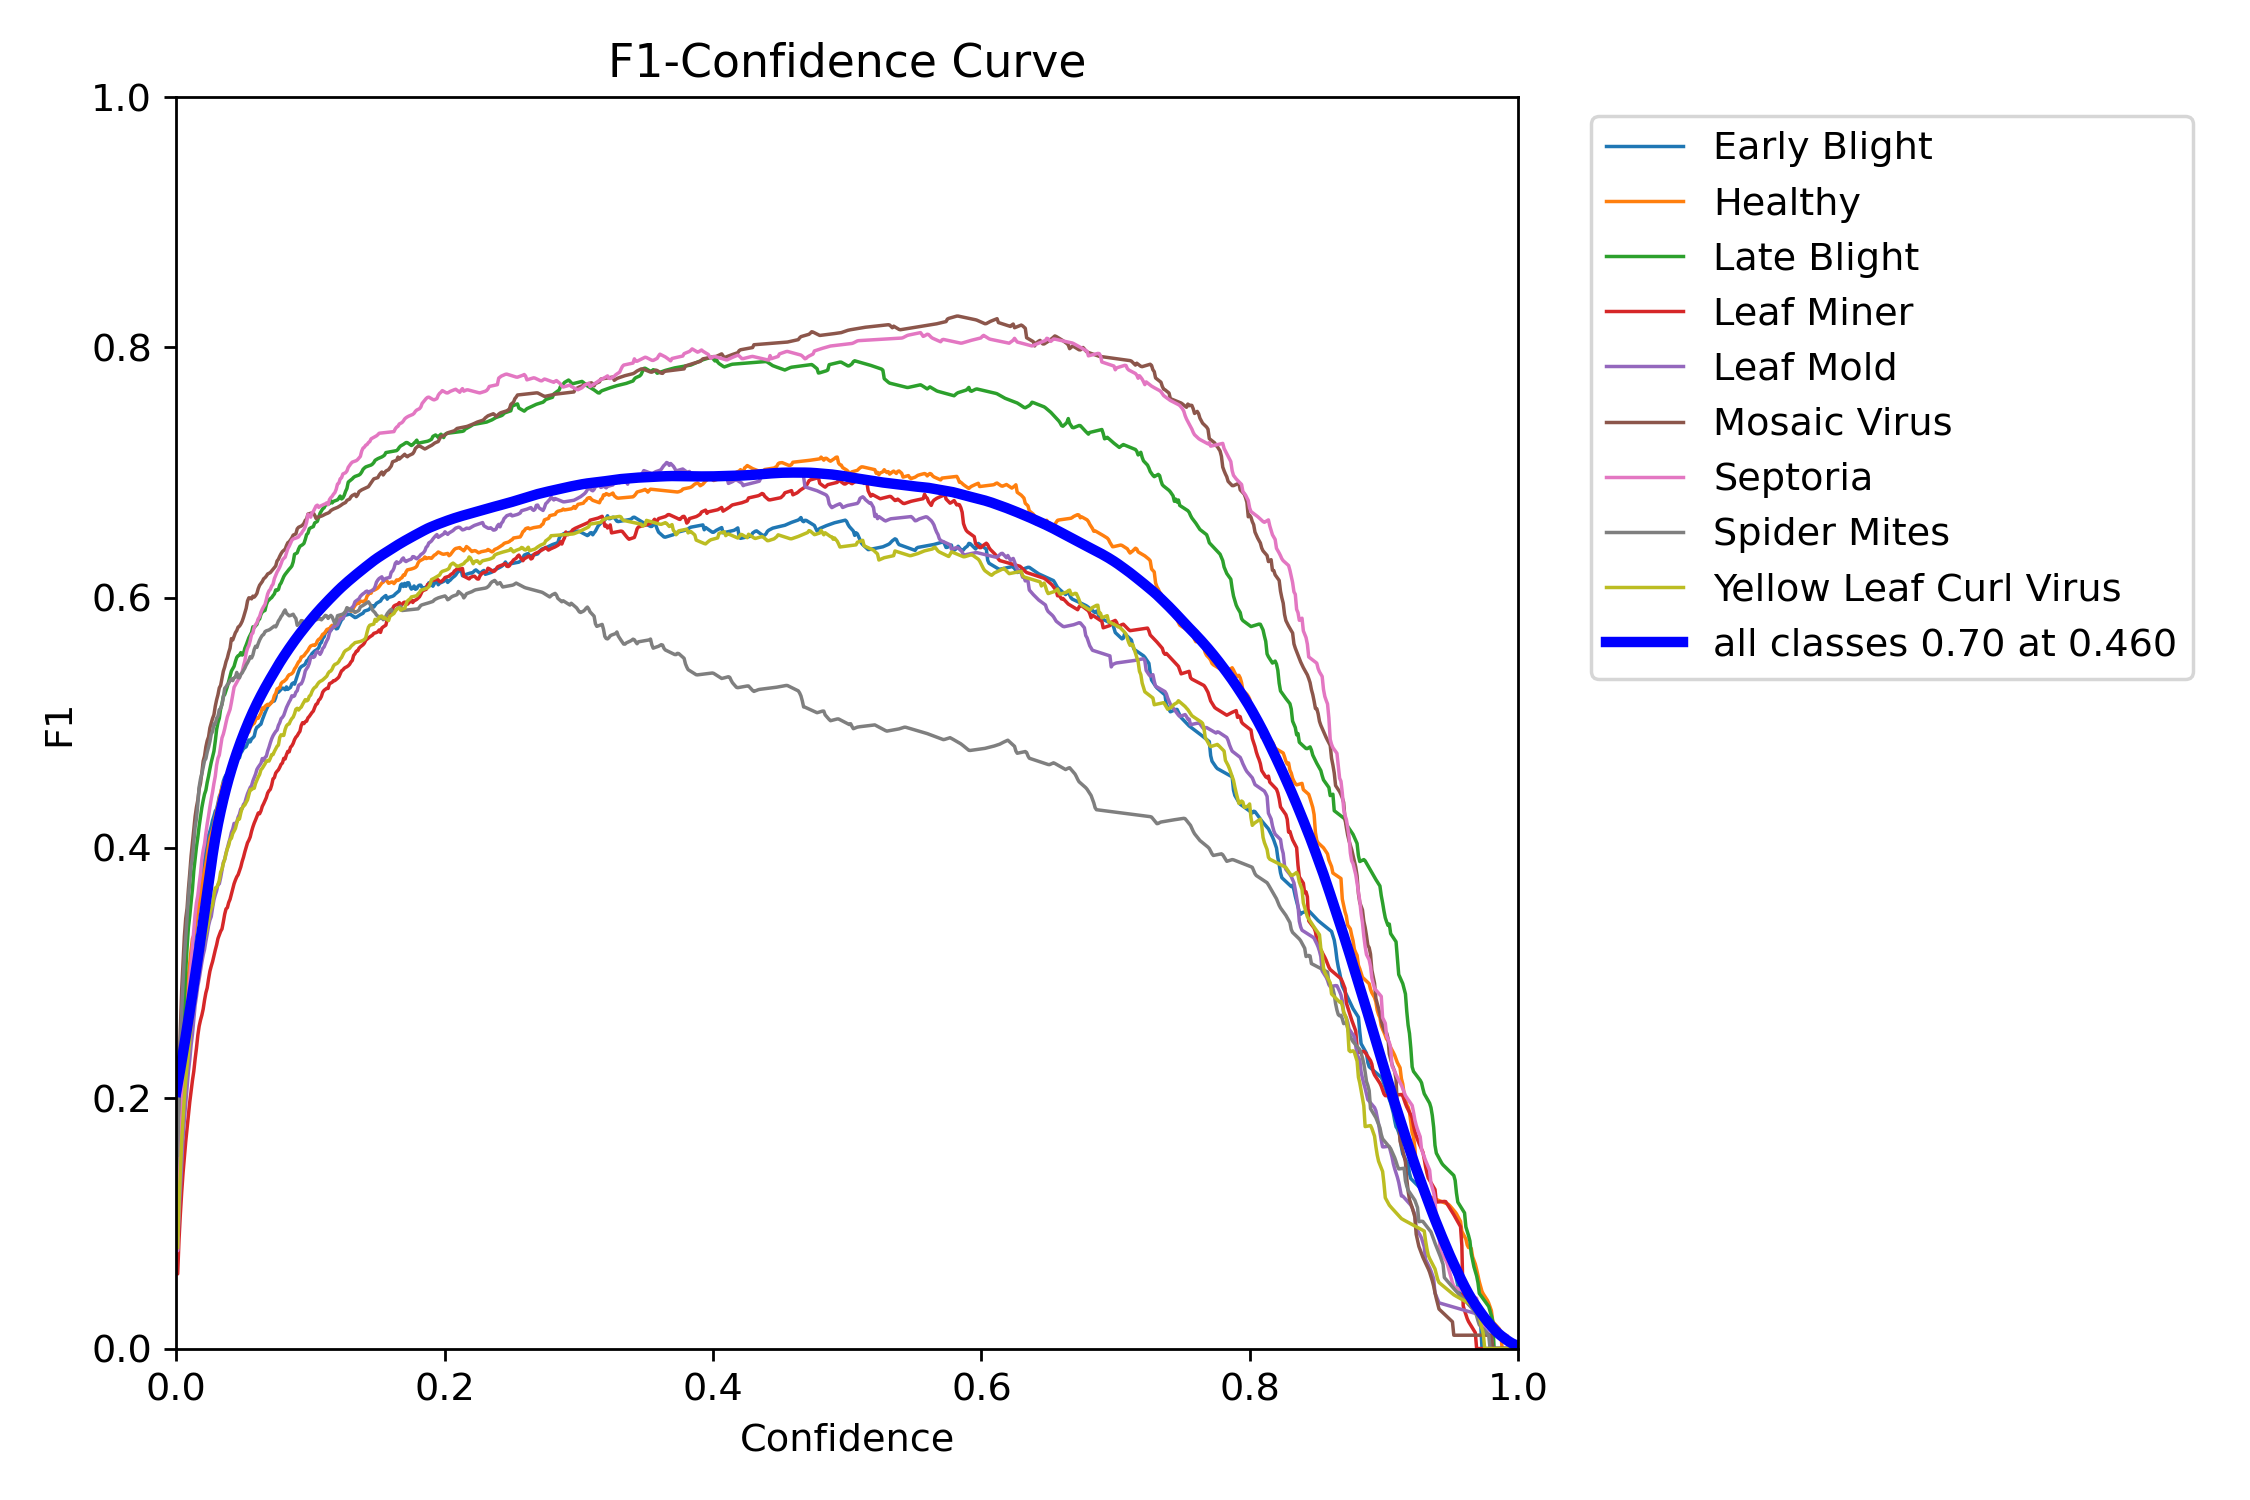 F1-Confidence Curve
1.0
0.8
0.6
0.4
0.2
0.0
F1
0.0 0.2 0.4 0.6 0.8 1.0
Confidence
Early Blight
Healthy
Late Blight
Leaf Miner
Leaf Mold
Mosaic Virus
Septoria
Spider Mites
Yellow Leaf Curl Virus
all classes 0.70 at 0.460